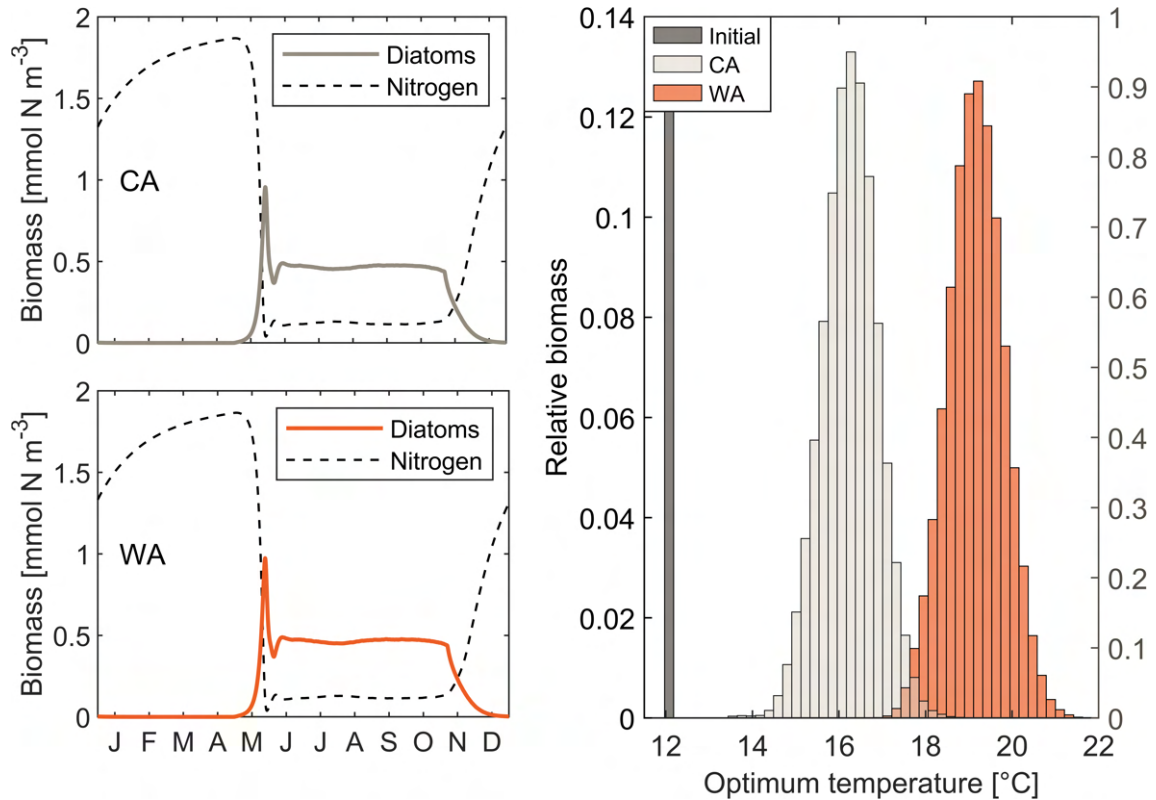 2
1.5
1
0.5
0
Biomass [mmol N m-3]
Diatoms
Nitrogen
CA
2
1.5
1
0.5
0
Biomass [mmol N m-3]
Diatoms
Nitrogen
WA
J F M A M J J A S O N D
0.14
0.12
0.1
0.08
0.06
0.04
0.02
0
Relative biomass
Initial
CA
WA
1
0.9
0.8
0.7
0.6
0.5
0.4
0.3
0.2
0.1
0
12 14 16 18 20 22
Optimum temperature [°C]